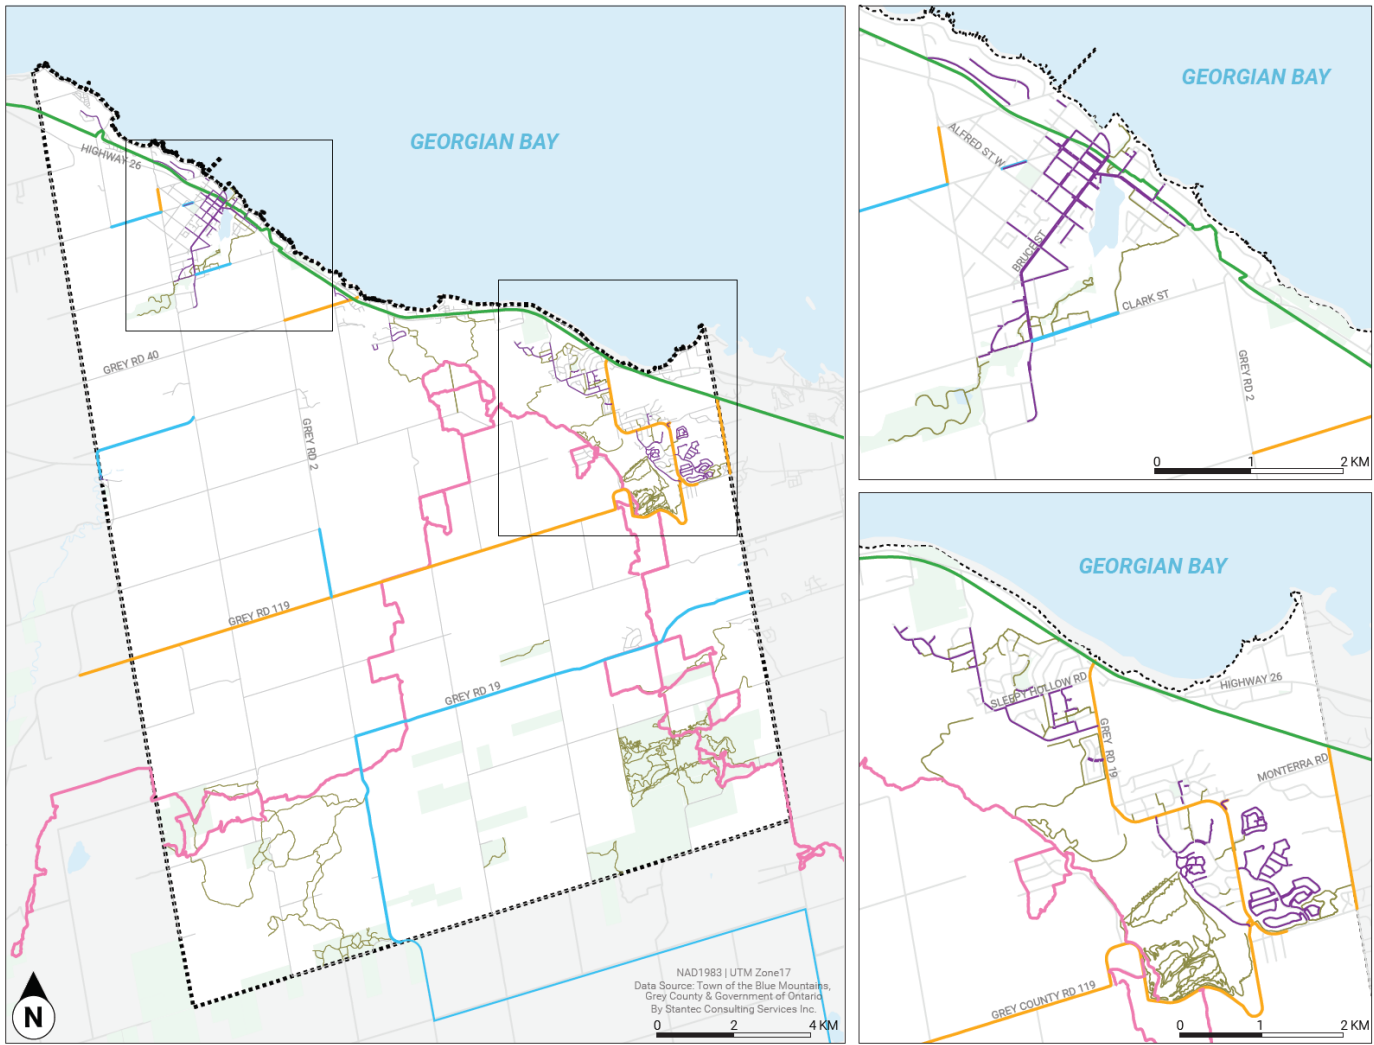 GEORGIAN BAY
HIGHWAY 26
GREY RD 40
GREY RD 2
GREY RD 119
GREY RD 19
N
NAD1983 | UTM Zone17
Data Source: Town of the Blue Mountains,
Grey County & Government of Ontario
By Stantec Consulting Services Inc.
0 2 4 KM
GEORGIAN BAY
ALFRED ST W
BRUCE ST
CLARK ST
GREY RD 2
0 1 2 KM
GEORGIAN BAY
SLEEPY HOLLOW RD
HIGHWAY 26
GREY RD 19
MONTERRA RD
GREY COUNTY RD 119
0 1 2 KM